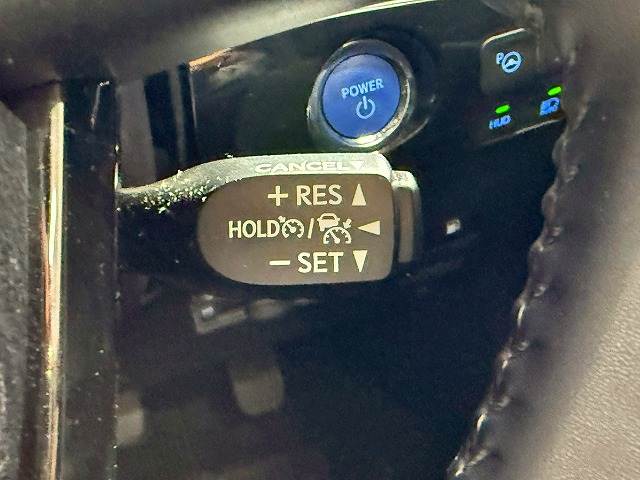 POWER
P
HUD
CANCEL▼
+ RES ▲
HOLD / ◄
− SET ▼